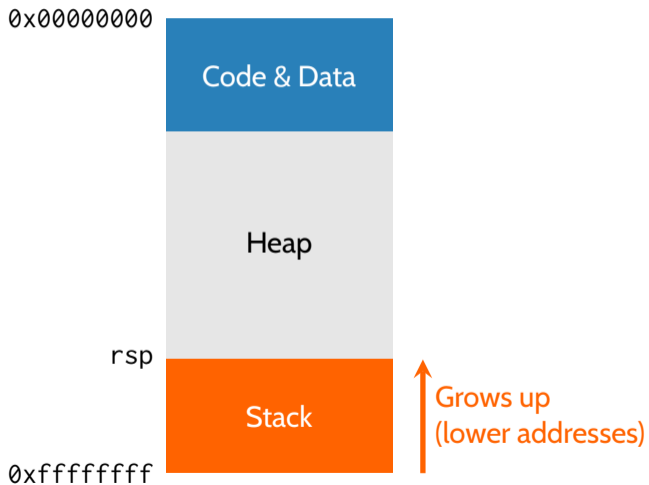 0x00000000
Code & Data
Heap
rsp
Grows up
(lower addresses)
Stack
0xffffffff